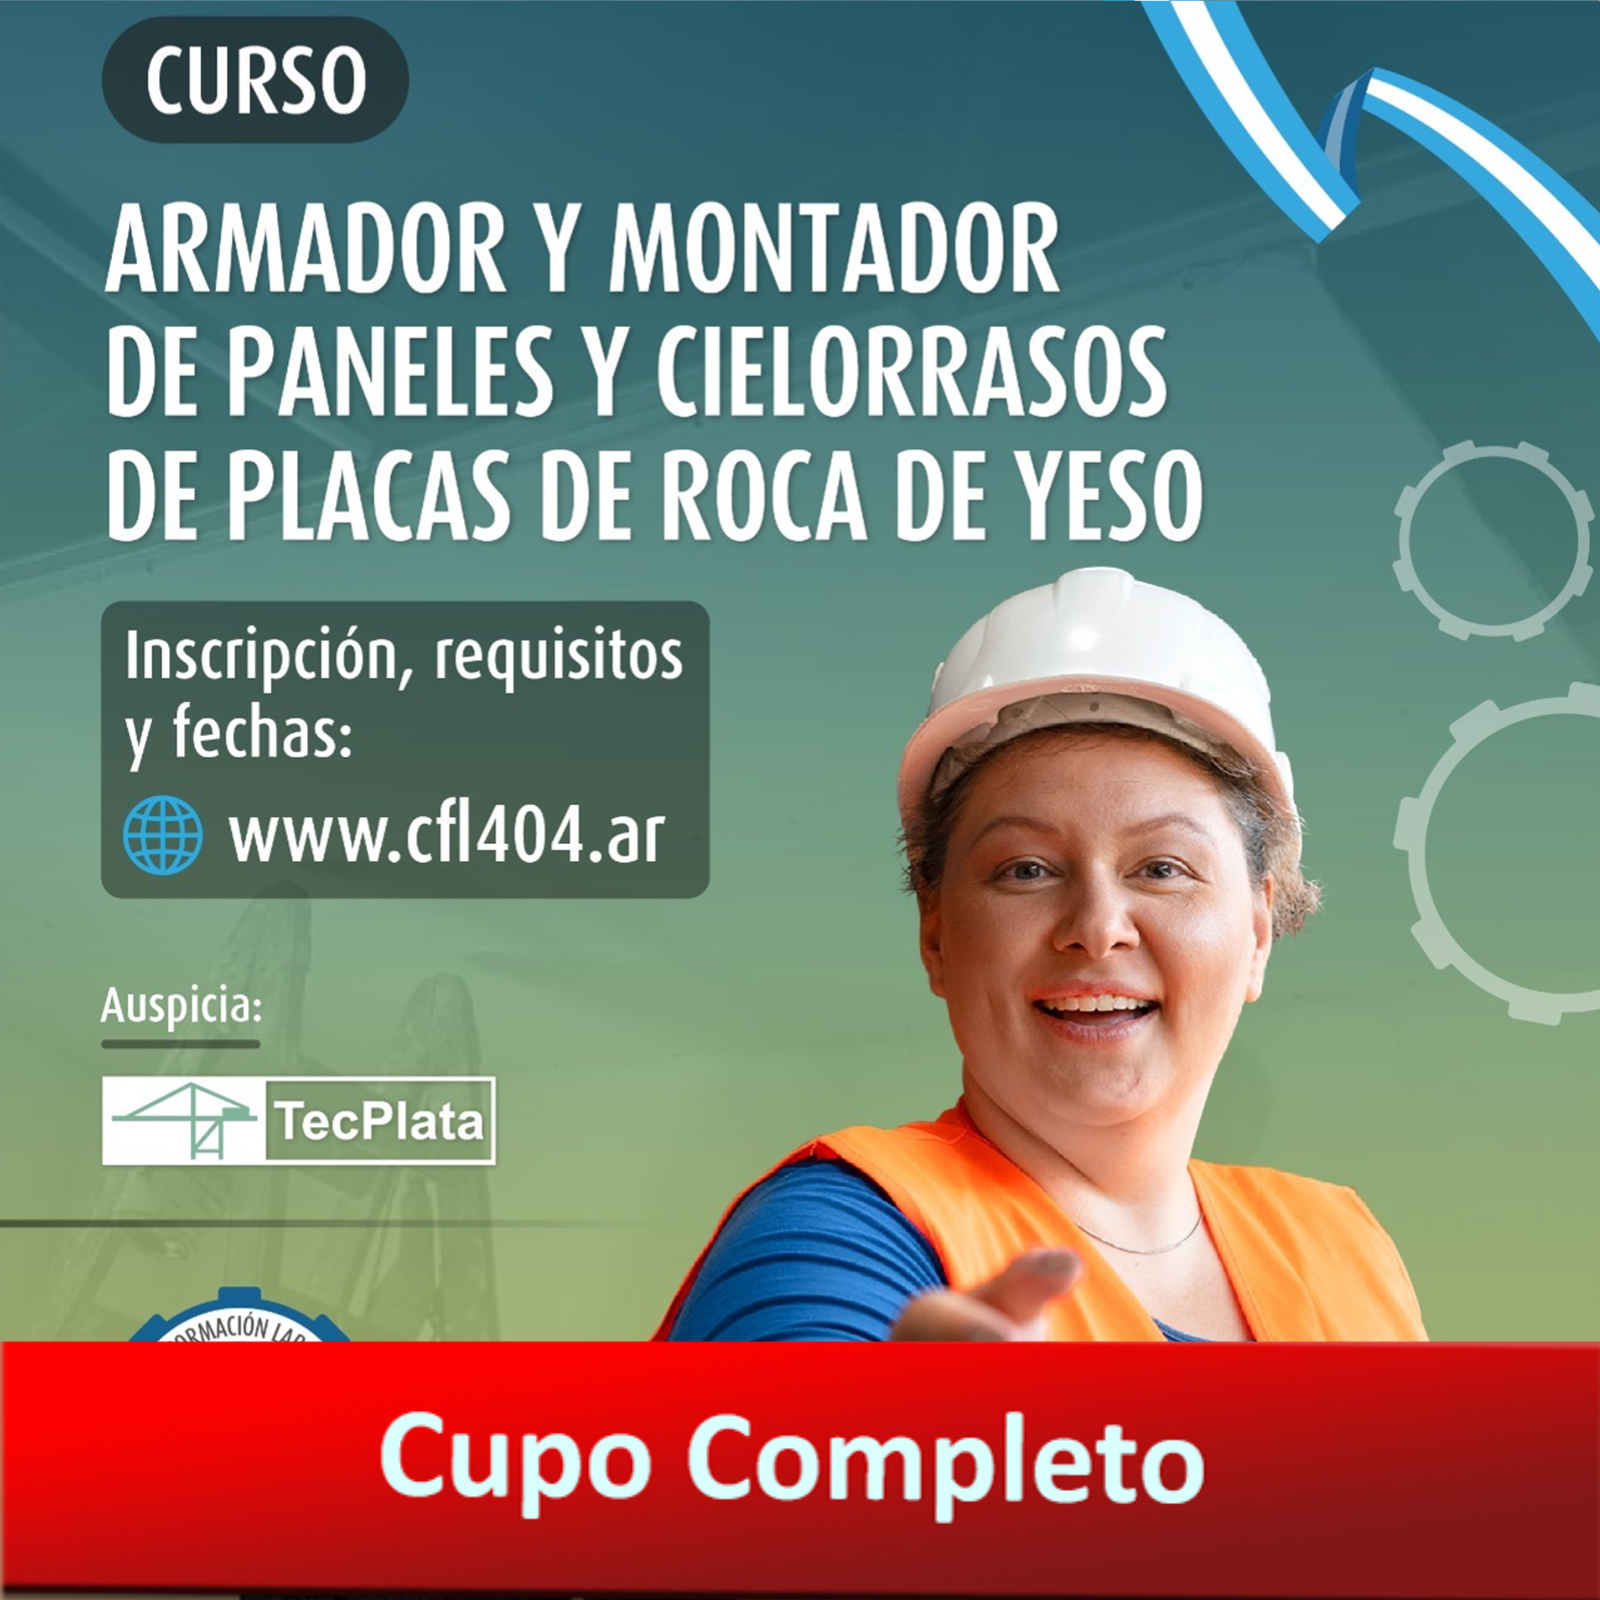 CURSO
ARMADOR Y MONTADOR
DE PANELES Y CIELORRASOS
DE PLACAS DE ROCA DE YESO
Inscripción, requisitos
y fechas:
www.cfl404.ar
Auspicia:
TecPlata
Cupo Completo